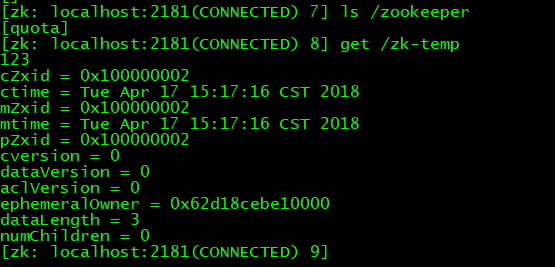 [zk: localhost:2181(CONNECTED) 7] ls /zookeeper
[quota]
[zk: localhost:2181(CONNECTED) 8] get /zk-temp
123
cZxid = 0x100000002
ctime = Tue Apr 17 15:17:16 CST 2018
mZxid = 0x100000002
mtime = Tue Apr 17 15:17:16 CST 2018
pZxid = 0x100000002
cversion = 0
dataVersion = 0
aclVersion = 0
ephemeralOwner = 0x62d18cebe10000
dataLength = 3
numChildren = 0
[zk: localhost:2181(CONNECTED) 9]